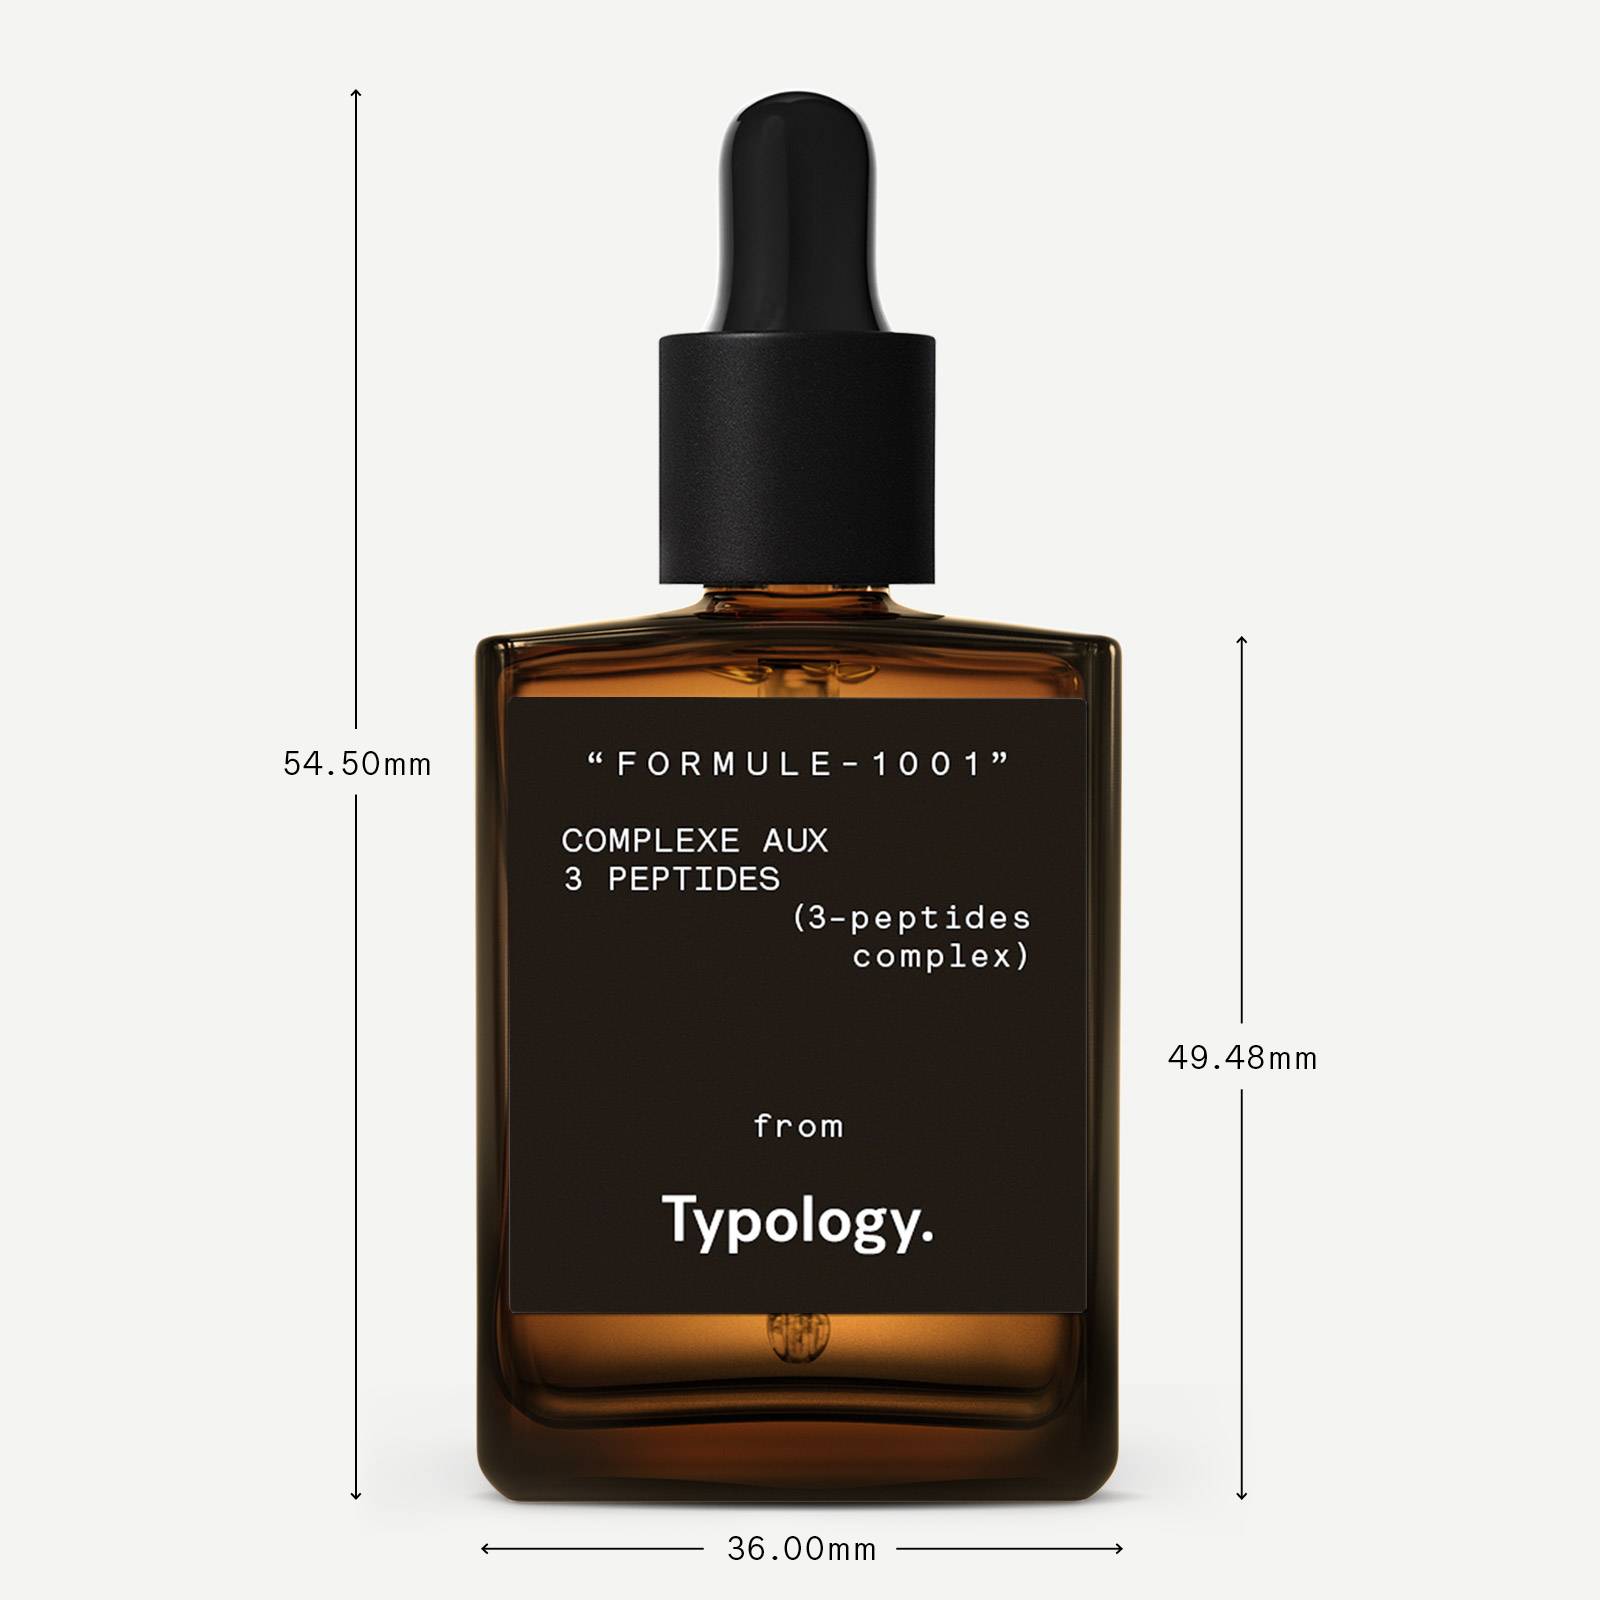 “FORMULE-1001”
COMPLEXE AUX
3 PEPTIDES
(3-peptides
complex)
from
Typology.
54.50mm
49.48mm
36.00mm